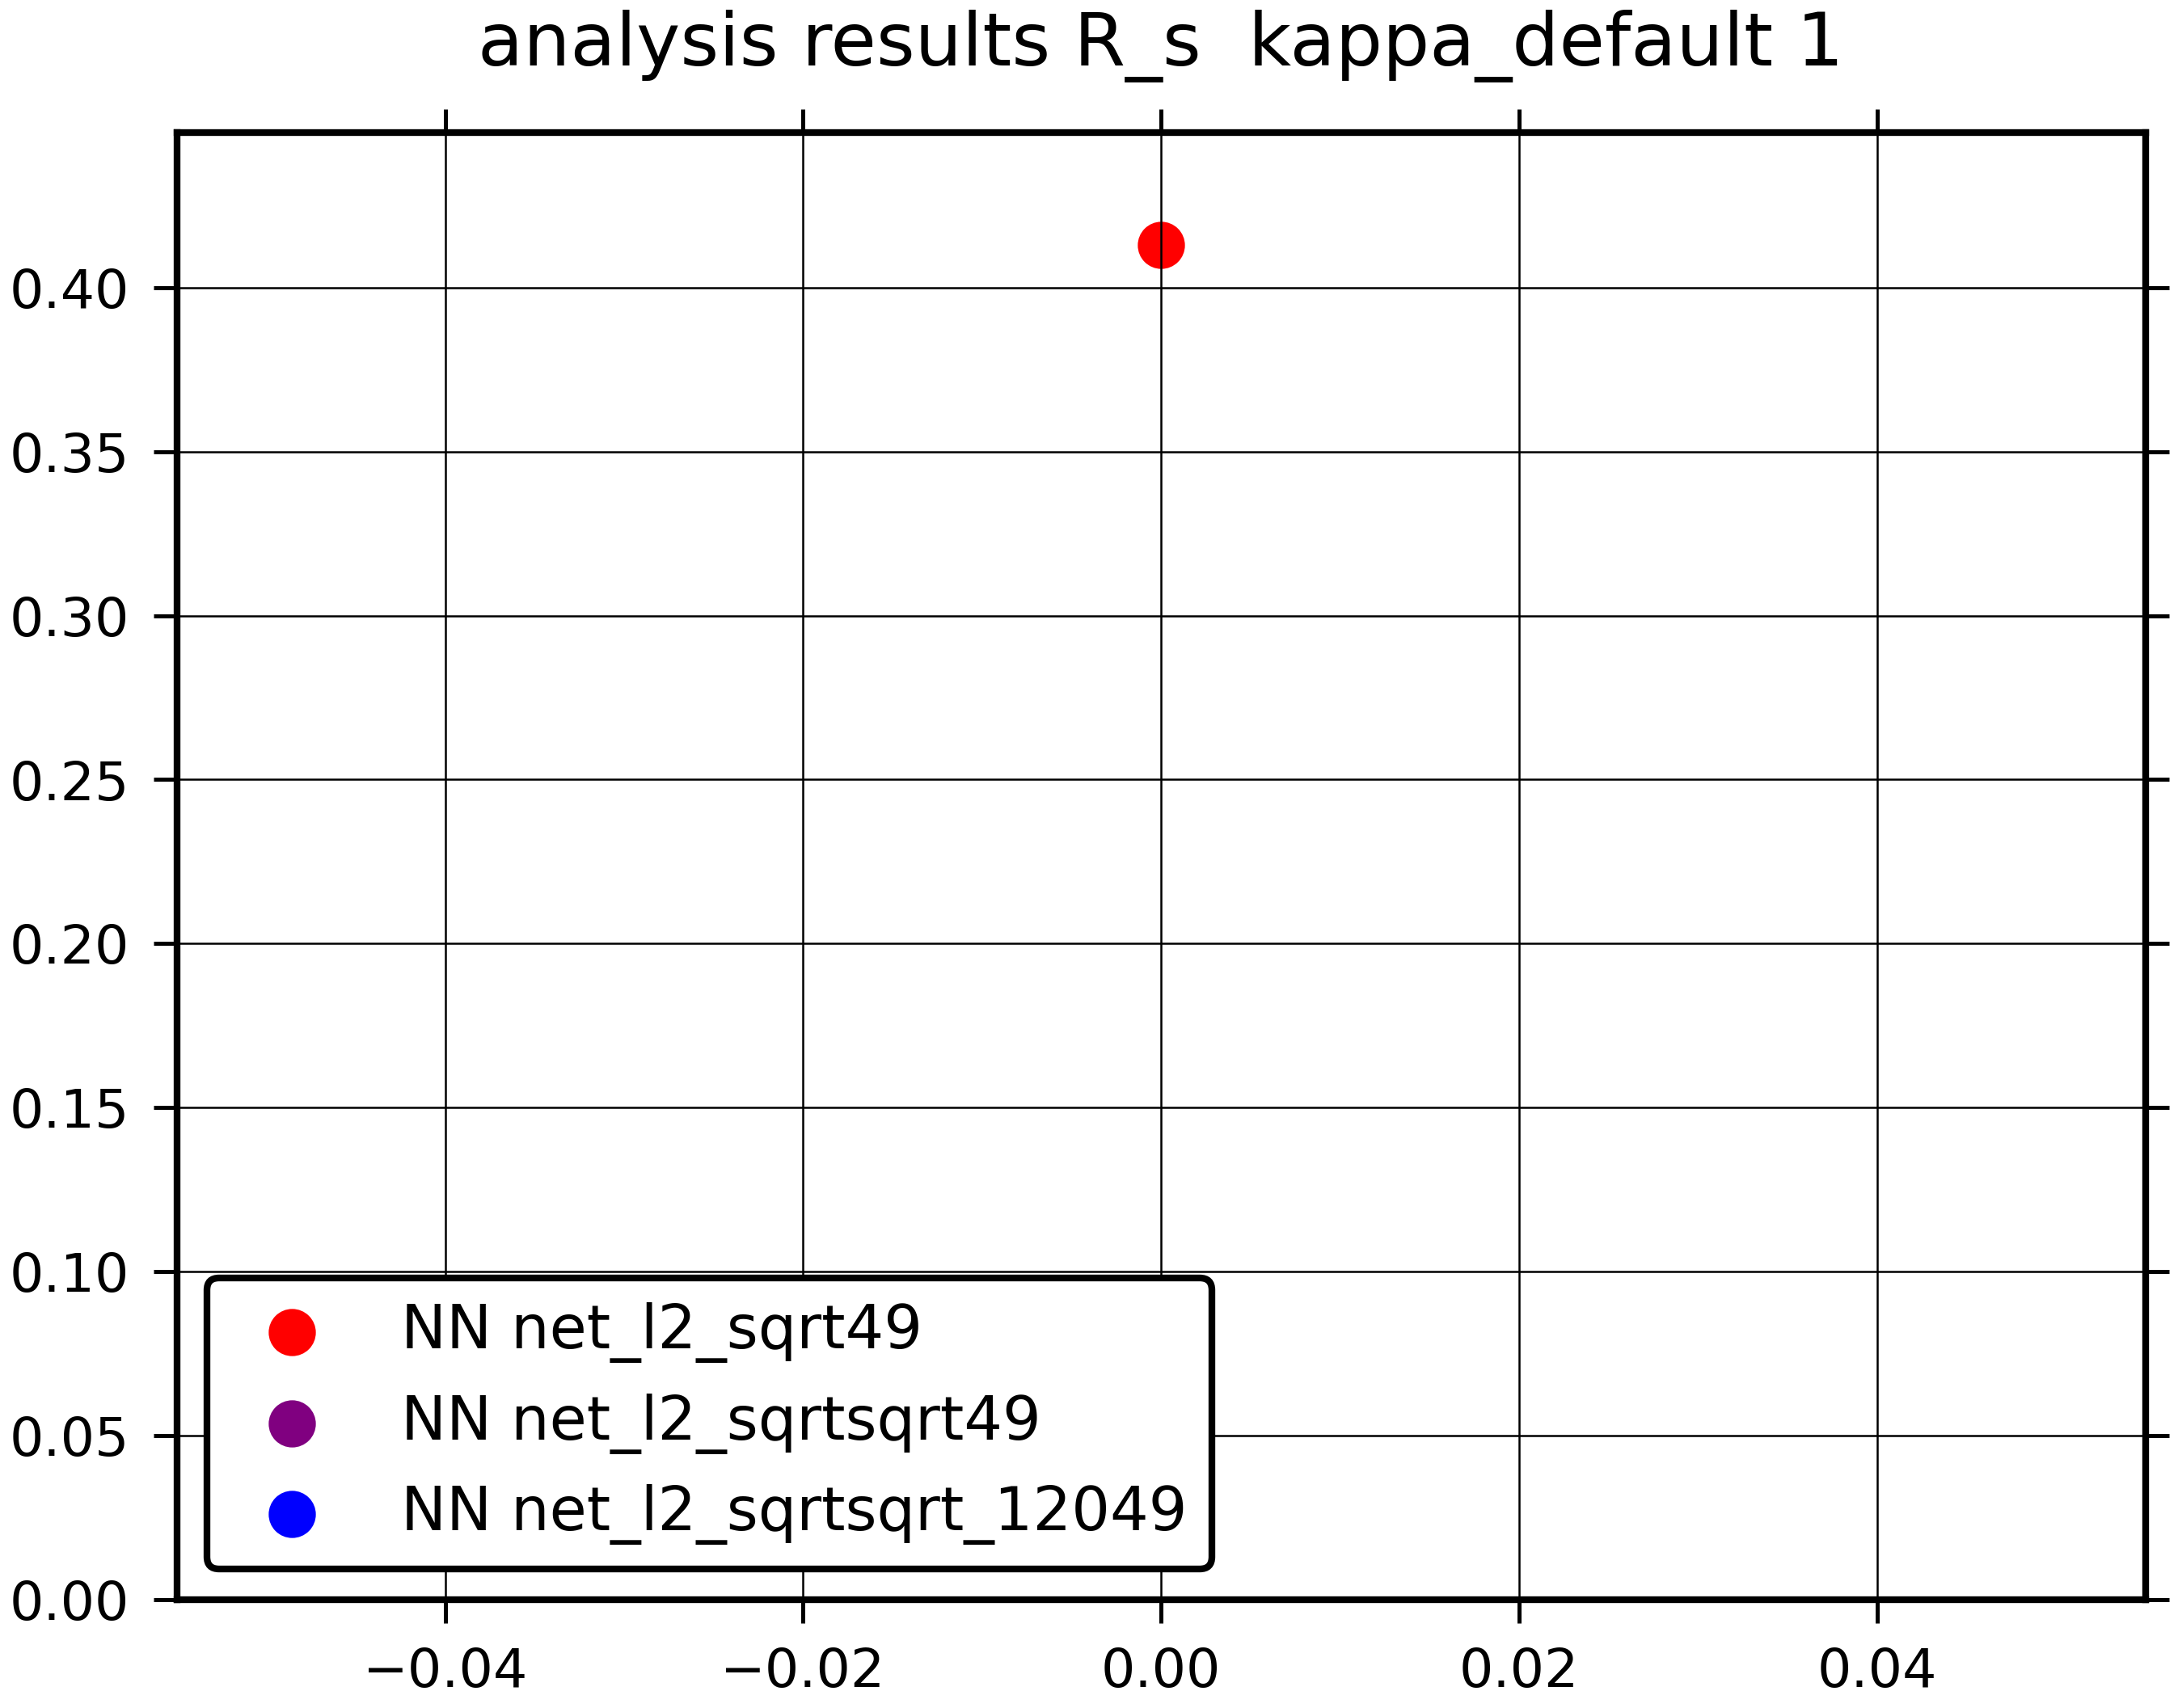 analysis results R_s  kappa_default 1
0.40
0.35
0.30
0.25
0.20
0.15
0.10
0.05
0.00
NN net_l2_sqrt49
NN net_l2_sqrtsqrt49
NN net_l2_sqrtsqrt_12049
−0.04 −0.02 0.00 0.02 0.04